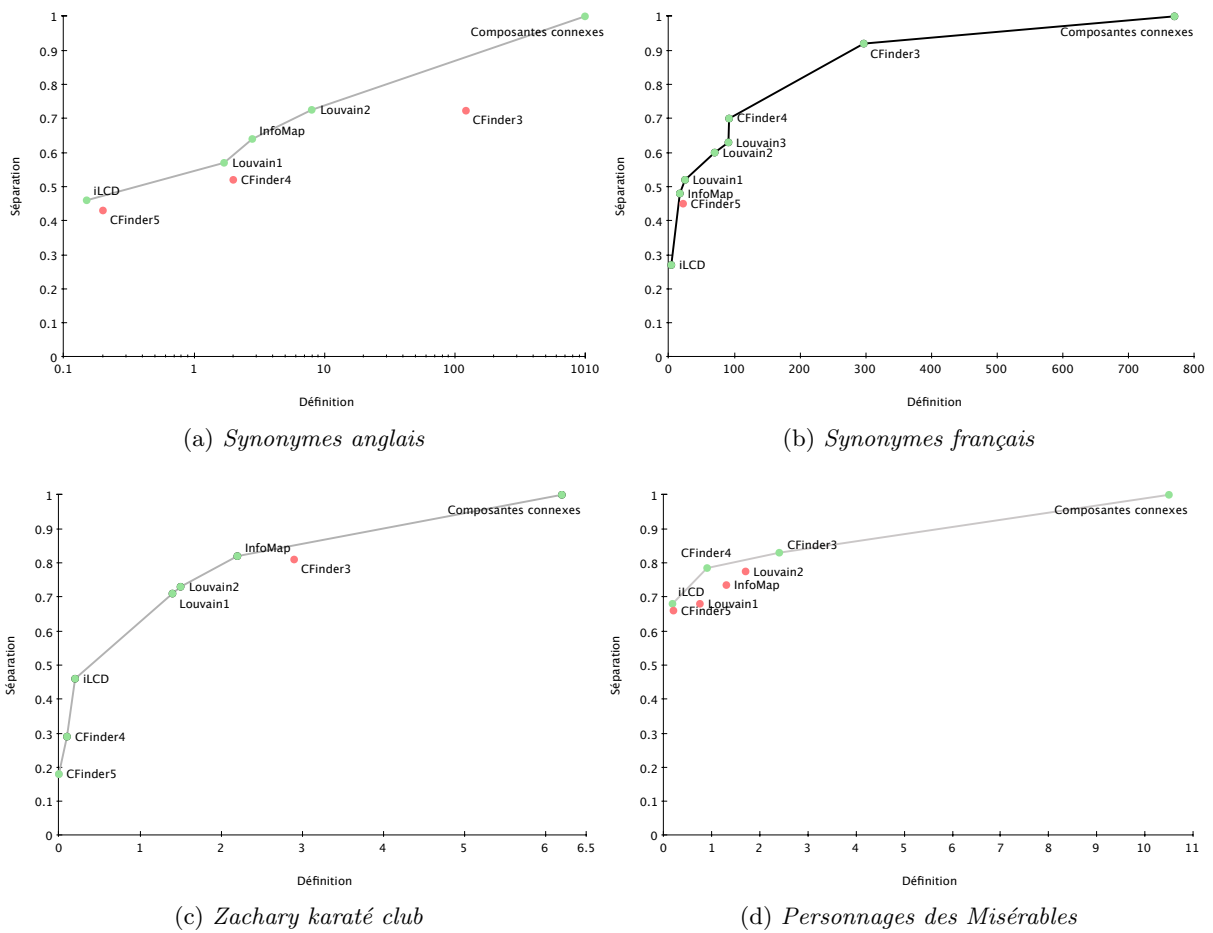 1
0.9
0.8
0.7
0.6
0.5
0.4
0.3
0.2
0.1
0
Séparation
Composantes connexes
Louvain2
CFinder3
InfoMap
Louvain1
CFinder4
iLCD
CFinder5
0.1 1 10 100 1010
Définition
(a) Synonymes anglais
1
0.9
0.8
0.7
0.6
0.5
0.4
0.3
0.2
0.1
0
Séparation
Composantes connexes
CFinder3
CFinder4
Louvain3
Louvain2
Louvain1
InfoMap
CFinder5
iLCD
0 100 200 300 400 500 600 700 800
Définition
(b) Synonymes français
1
0.9
0.8
0.7
0.6
0.5
0.4
0.3
0.2
0.1
0
Séparation
Composantes connexes
InfoMap
CFinder3
Louvain2
Louvain1
iLCD
CFinder4
CFinder5
0 1 2 3 4 5 6 6.5
Définition
(c) Zachary karaté club
1
0.9
0.8
0.7
0.6
0.5
0.4
0.3
0.2
0.1
0
Séparation
Composantes connexes
CFinder3
CFinder4
Louvain2
InfoMap
iLCD
Louvain1
CFinder5
0 1 2 3 4 5 6 7 8 9 10 11
Définition
(d) Personnages des Misérables